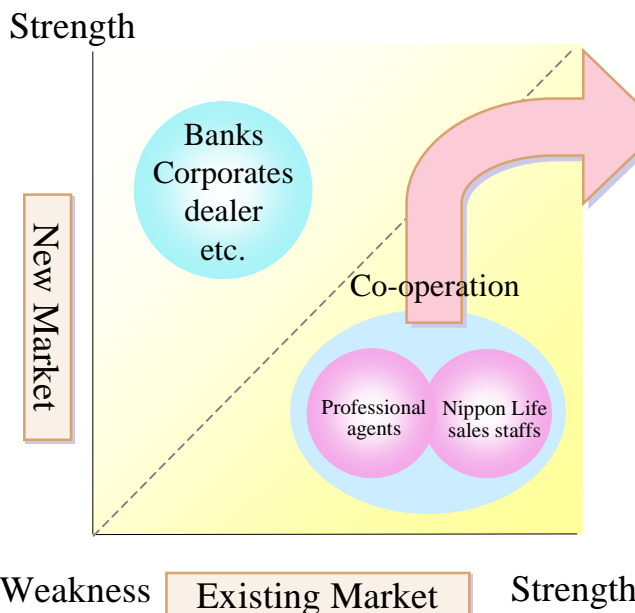 Strength
Banks
Corporates
dealer
etc.
New Market
Co-operation
Professional
agents
Nippon Life
sales staffs
Weakness
Existing Market
Strength